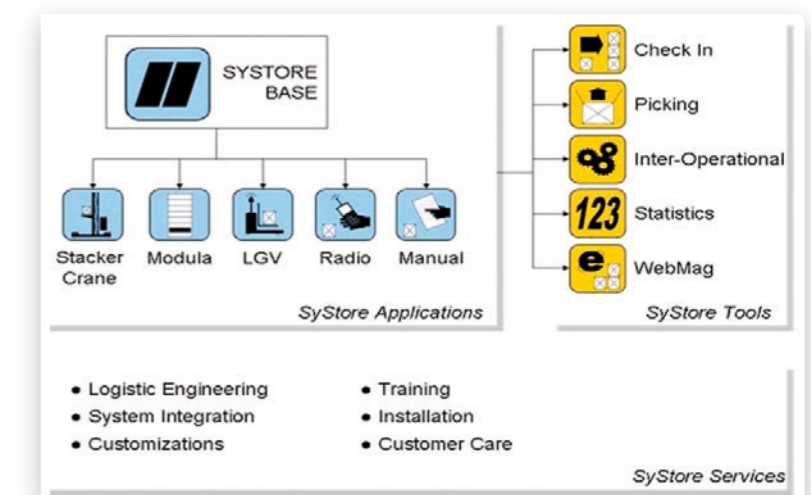 SYSTORE
BASE
Stacker
Crane
Modula
LGV
Radio
Manual
SyStore Applications
Check In
Picking
Inter-Operational
123
Statistics
e
WebMag
SyStore Tools
• Logistic Engineering
• System Integration
• Customizations
• Training
• Installation
• Customer Care
SyStore Services